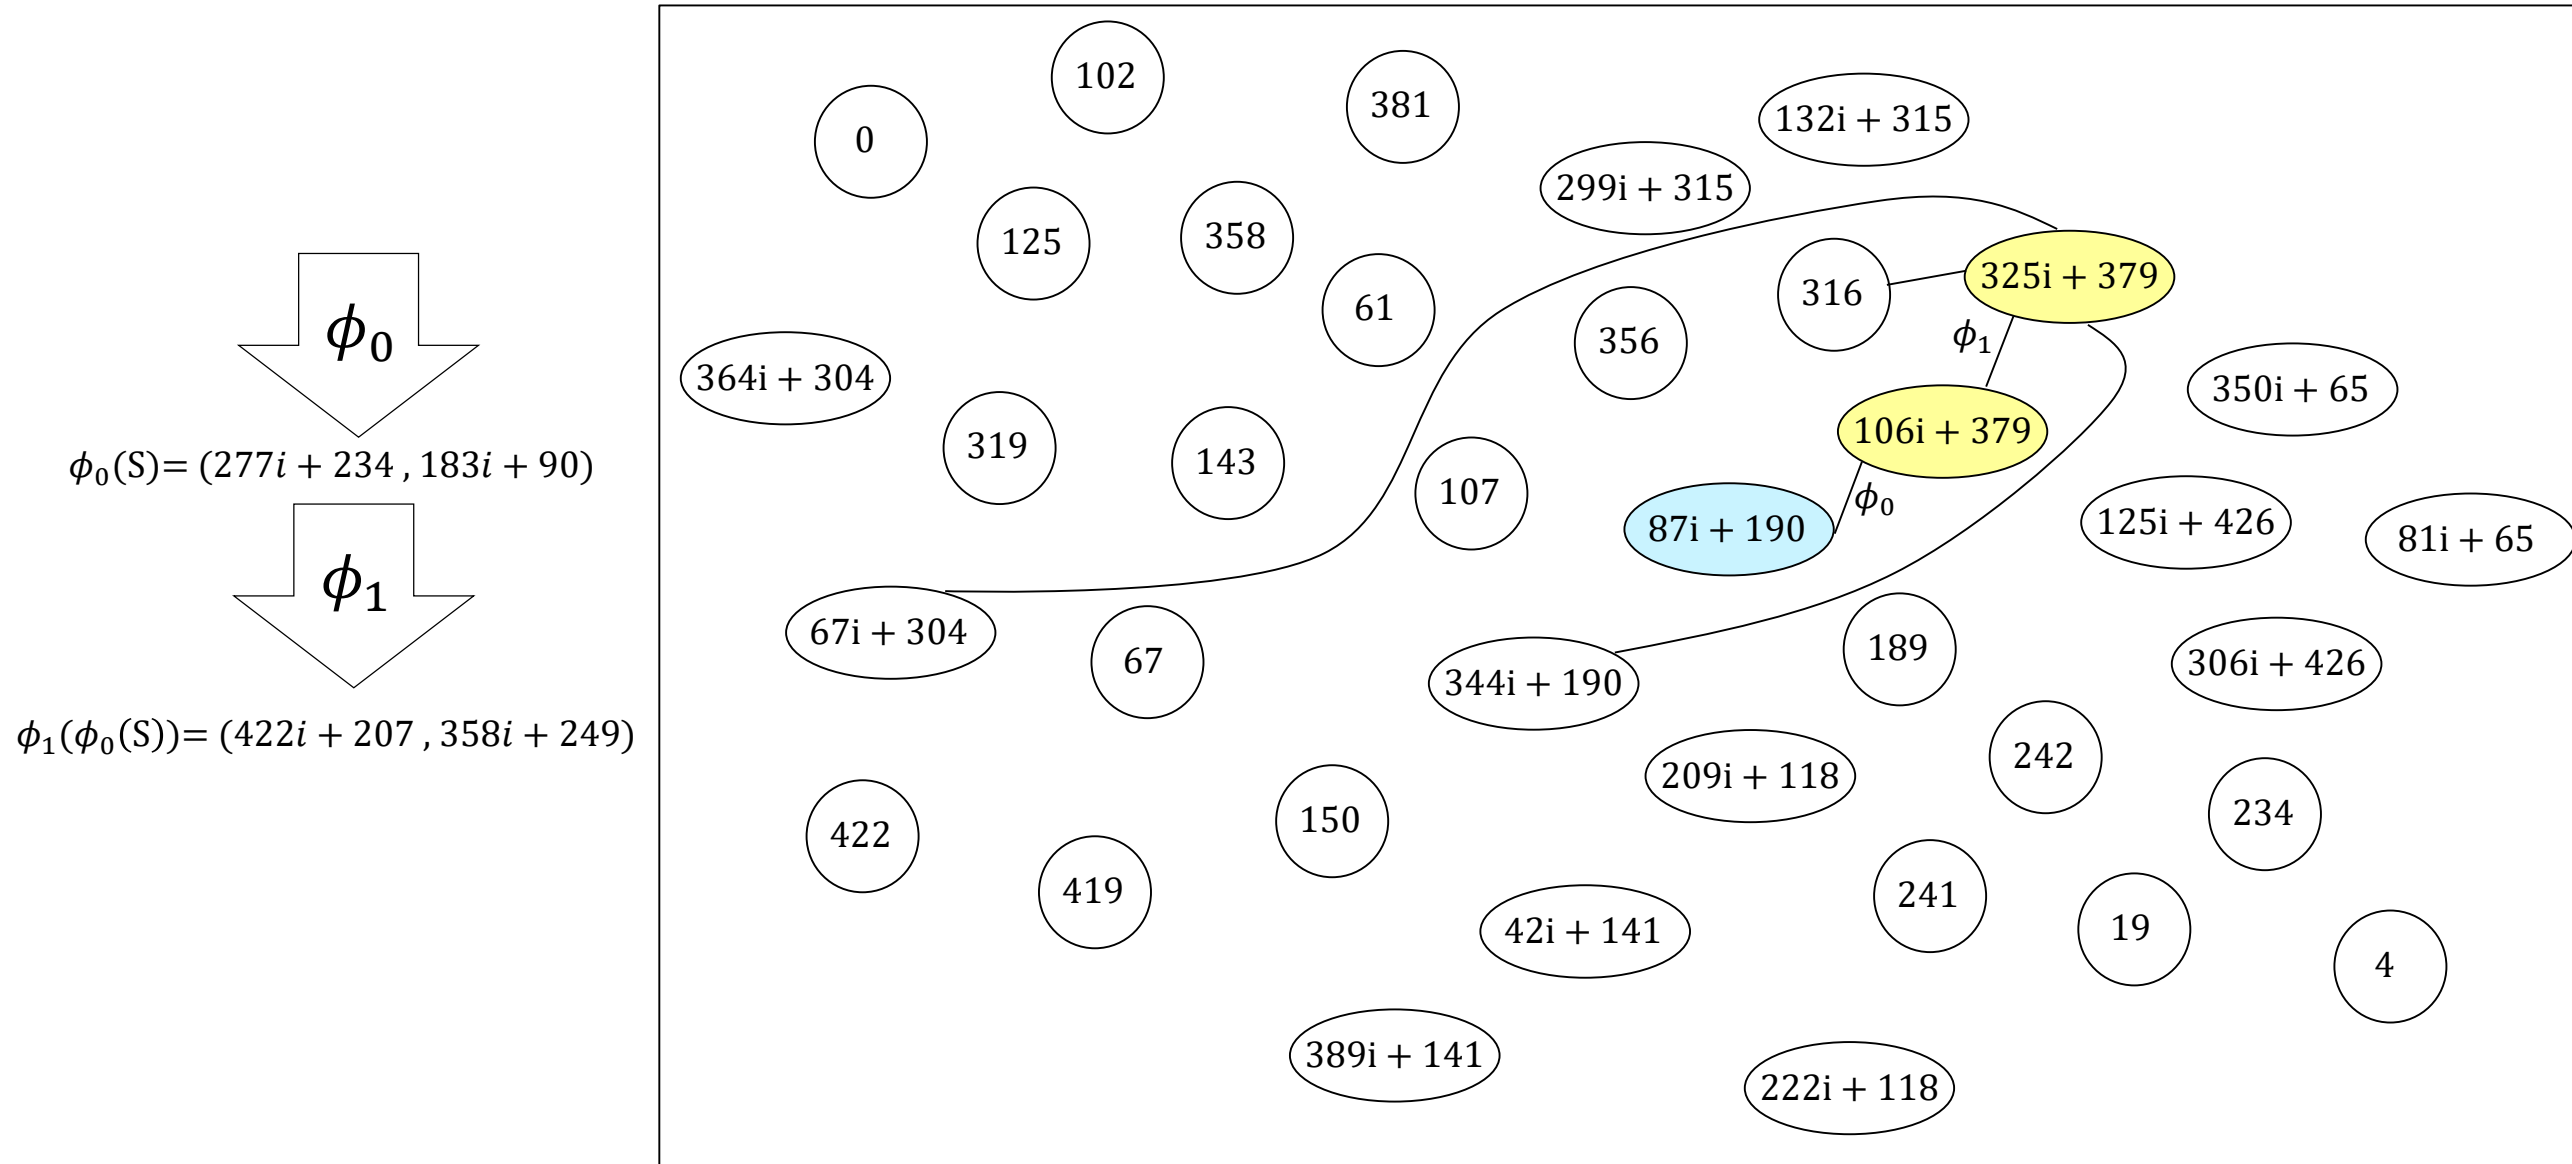 ϕ₀
ϕ₀(S)= (277i + 234 , 183i + 90)
ϕ₁
ϕ₁(ϕ₀(S))= (422i + 207 , 358i + 249)
102
381
132i + 315
0
299i + 315
125
358
325i + 379
316
61
356
ϕ₁
364i + 304
350i + 65
106i + 379
319
143
107
ϕ₀
87i + 190
125i + 426
81i + 65
67i + 304
67
344i + 190
189
306i + 426
209i + 118
242
234
422
150
419
241
42i + 141
19
4
389i + 141
222i + 118